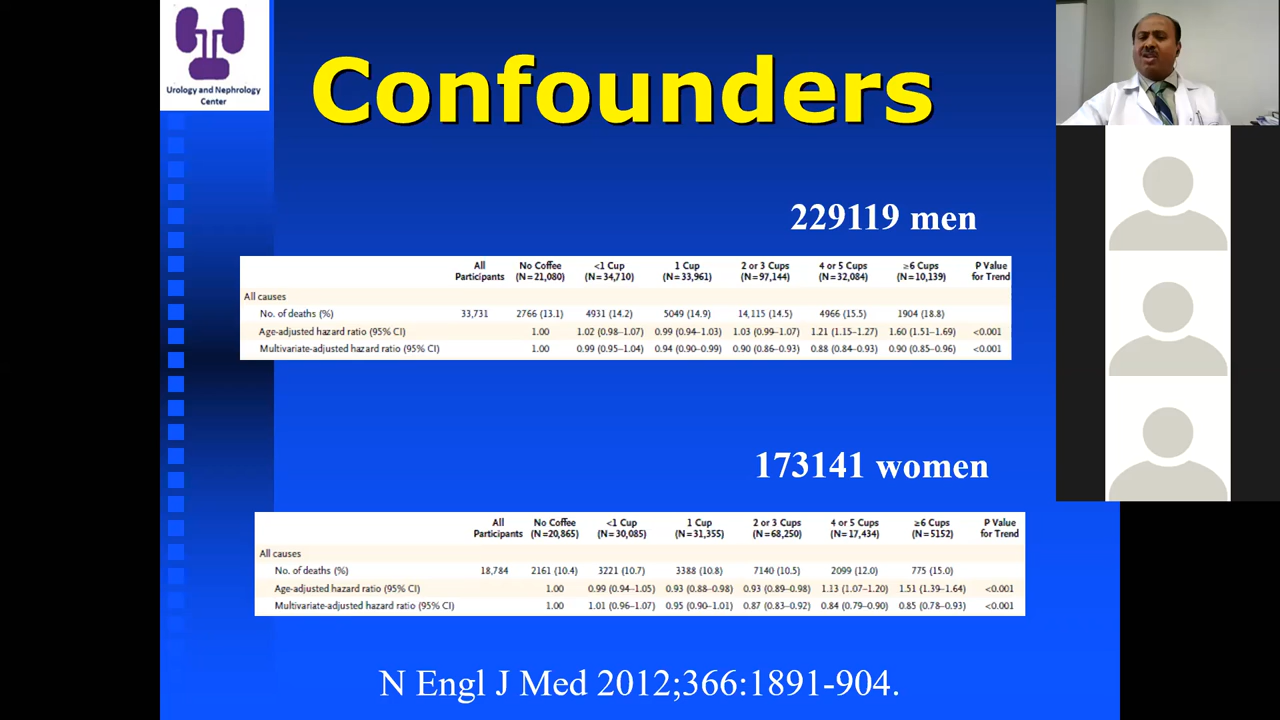 Urology and Nephrology
Center
Confounders
229119 men
All Participants No Coffee (N=21,080) <1 Cup (N=34,710) 1 Cup (N=33,961) 2 or 3 Cups (N=97,144) 4 or 5 Cups (N=32,084) ≥6 Cups (N=10,139) P Value for Trend
All causes
No. of deaths (%) 33,731 2766 (13.1) 4931 (14.2) 5049 (14.9) 14,115 (14.5) 4966 (15.5) 1904 (18.8)
Age-adjusted hazard ratio (95% CI) 1.00 1.02 (0.98–1.07) 0.99 (0.94–1.03) 1.03 (0.99–1.07) 1.21 (1.15–1.27) 1.60 (1.51–1.69) <0.001
Multivariate-adjusted hazard ratio (95% CI) 1.00 0.99 (0.95–1.04) 0.94 (0.90–0.99) 0.90 (0.86–0.93) 0.88 (0.84–0.93) 0.90 (0.85–0.96) <0.001
173141 women
All Participants No Coffee (N=20,865) <1 Cup (N=30,085) 1 Cup (N=31,355) 2 or 3 Cups (N=68,250) 4 or 5 Cups (N=17,434) ≥6 Cups (N=5152) P Value for Trend
All causes
No. of deaths (%) 18,784 2161 (10.4) 3221 (10.7) 3388 (10.8) 7140 (10.5) 2099 (12.0) 775 (15.0)
Age-adjusted hazard ratio (95% CI) 1.00 0.99 (0.94–1.05) 0.93 (0.88–0.98) 0.93 (0.89–0.98) 1.13 (1.07–1.20) 1.51 (1.39–1.64) <0.001
Multivariate-adjusted hazard ratio (95% CI) 1.00 1.01 (0.96–1.07) 0.95 (0.90–1.01) 0.87 (0.83–0.92) 0.84 (0.79–0.90) 0.85 (0.78–0.93) <0.001
N Engl J Med 2012;366:1891-904.